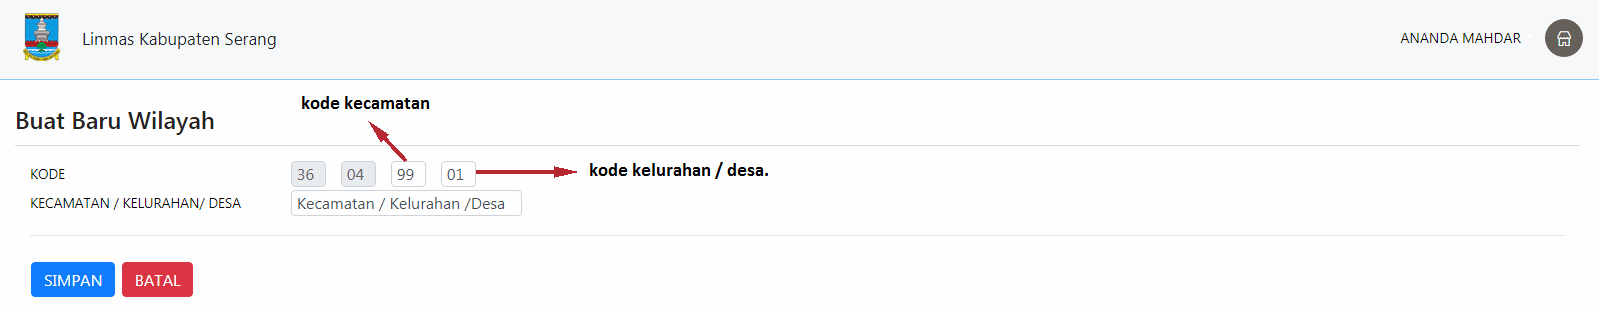 Linmas Kabupaten Serang
ANANDA MAHDAR
kode kecamatan
Buat Baru Wilayah
KODE 36 04 99 01 kode kelurahan / desa.
KECAMATAN / KELURAHAN/ DESA Kecamatan / Kelurahan /Desa
SIMPAN BATAL